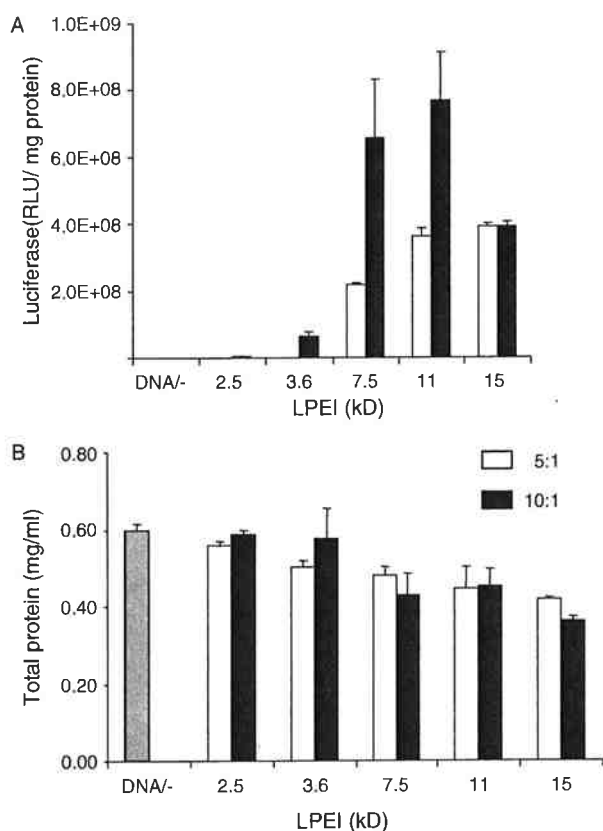 A
Luciferase(RLU/ mg protein)
1.0E+09
8.0E+08
6.0E+08
4.0E+08
2.0E+08
DNA/- 2.5 3.6 7.5 11 15
LPEI (kD)
B
Total protein (mg/ml)
0.80
0.60
0.40
0.20
0.00
5:1
10:1
DNA/- 2.5 3.6 7.5 11 15
LPEI (kD)